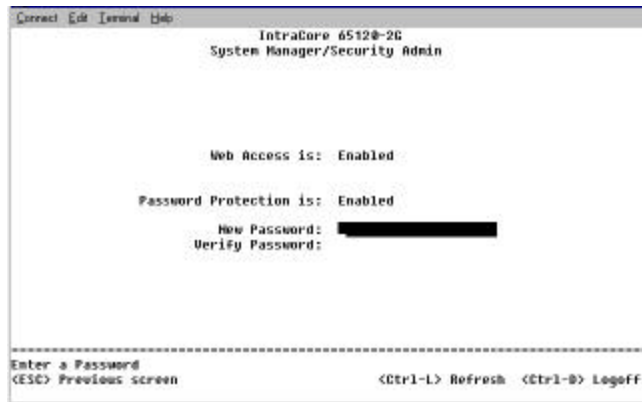 Connect Edit Terminal Help
IntraCore 65120-2G
System Manager/Security Admin
Web Access is: Enabled
Password Protection is: Enabled
New Password:
Verify Password:
Enter a Password
<ESC> Previous screen <Ctrl-L> Refresh <Ctrl-D> Logoff